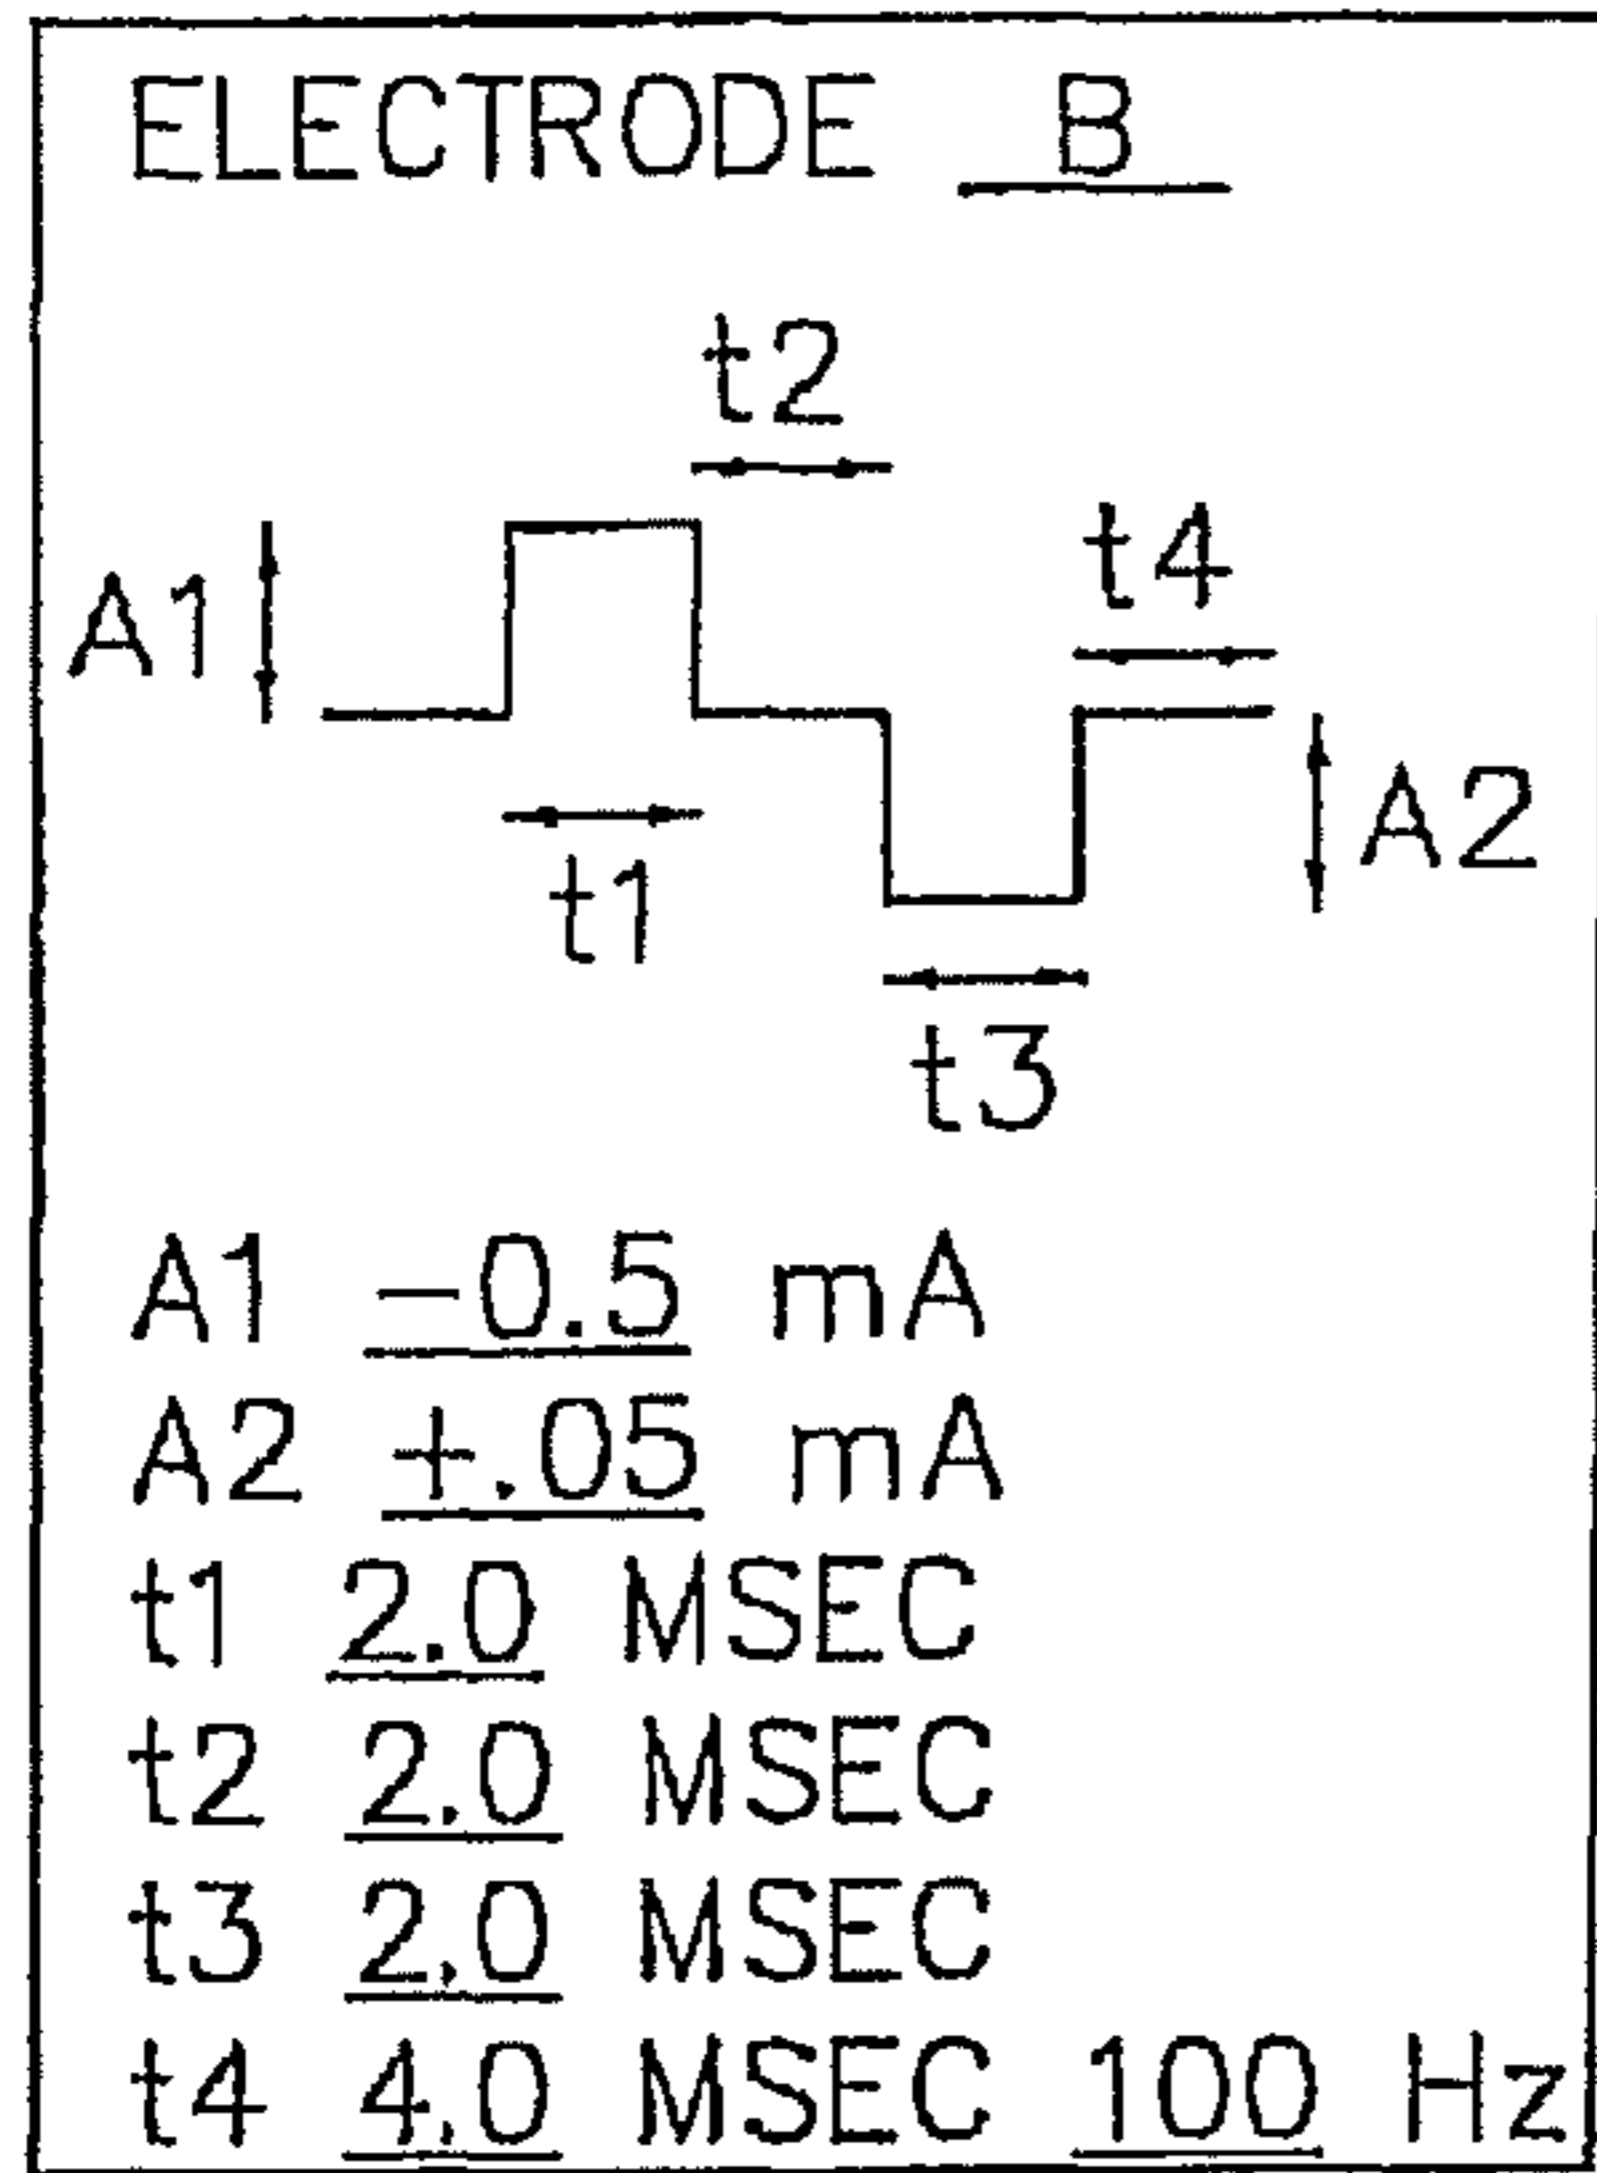 ELECTRODE B
t2
t4
A1
A2
t1
t3
A1 -0.5 mA
A2 +.05 mA
t1 2.0 MSEC
t2 2.0 MSEC
t3 2.0 MSEC
t4 4.0 MSEC 100 Hz